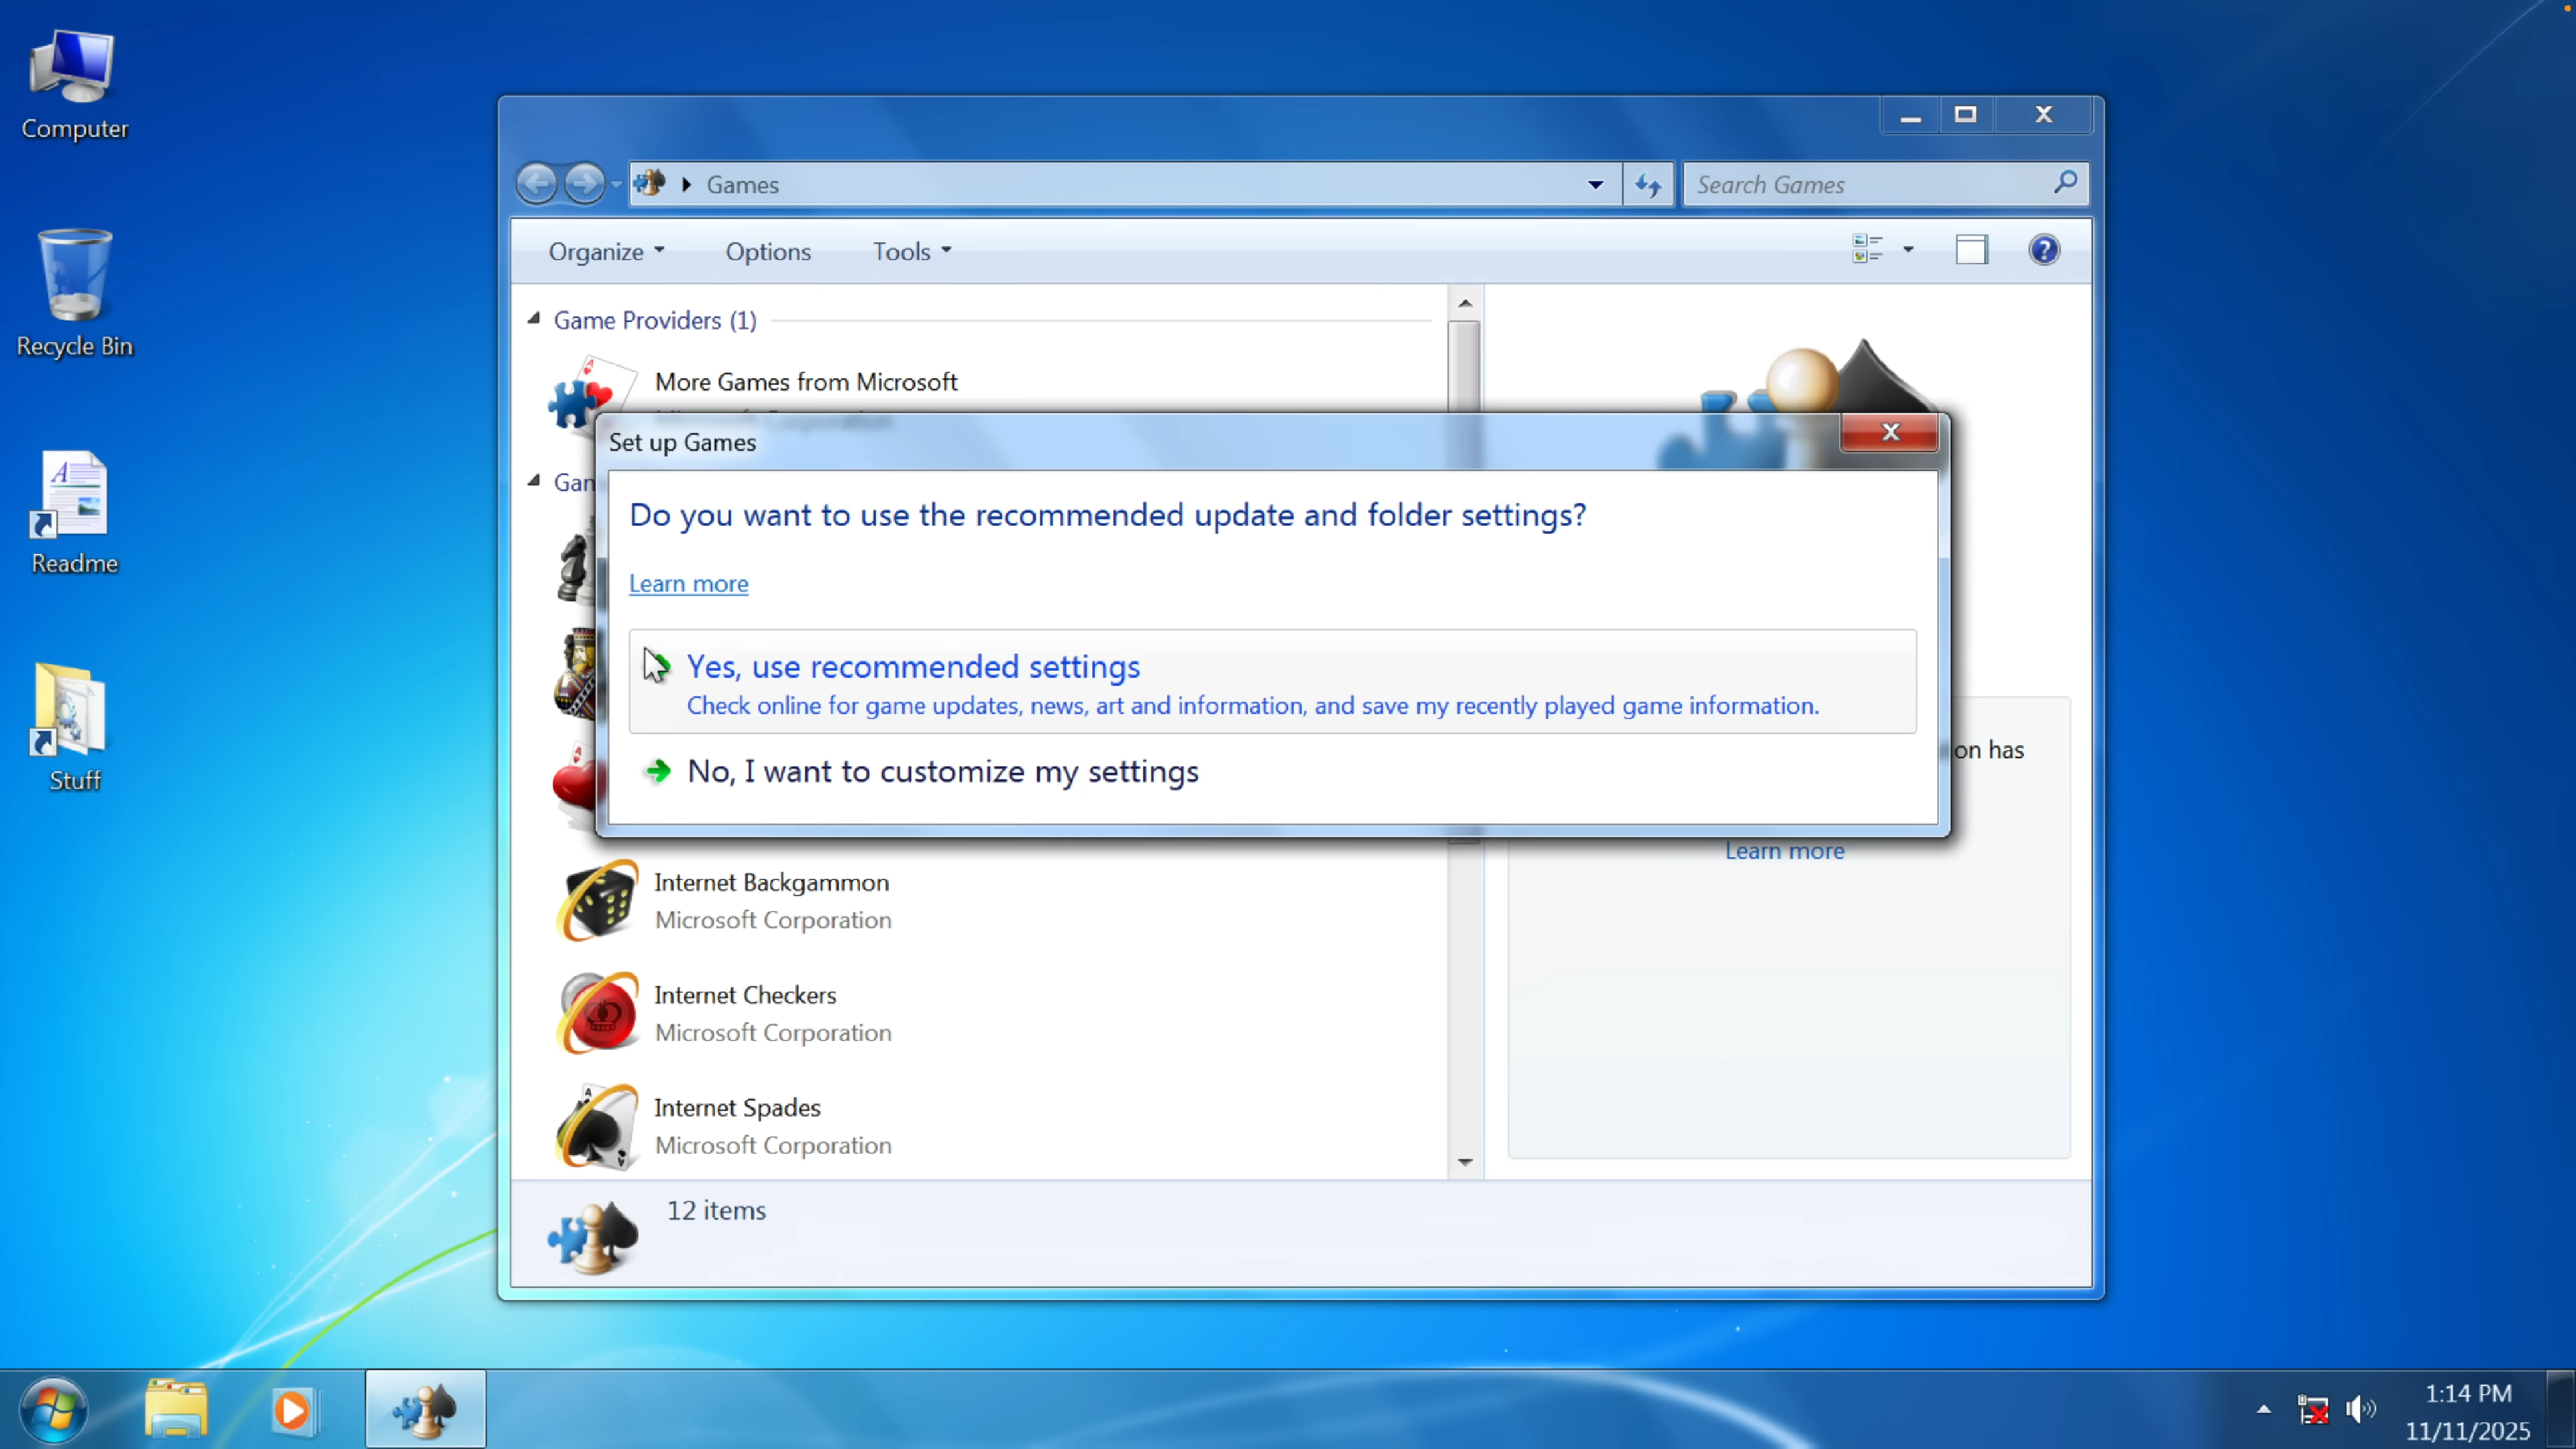 Computer
Recycle Bin
Readme
Stuff
Games
Search Games
Organize
Options
Tools
Game Providers (1)
More Games from Microsoft
Set up Games
Do you want to use the recommended update and folder settings?
Learn more
Yes, use recommended settings
Check online for game updates, news, art and information, and save my recently played game information.
No, I want to customize my settings
on has
Learn more
Internet Backgammon
Microsoft Corporation
Internet Checkers
Microsoft Corporation
Internet Spades
Microsoft Corporation
12 items
1:14 PM
11/11/2025